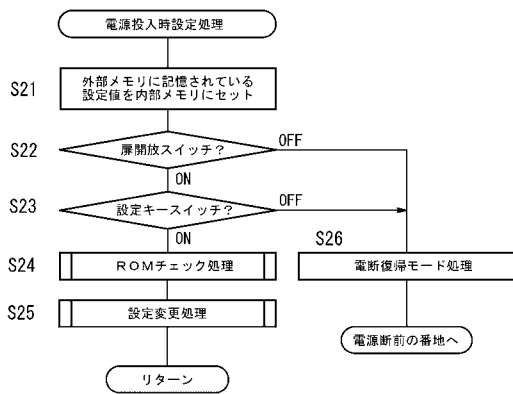 電源投入時設定処理
S21
外部メモリに記憶されている
設定値を内部メモリにセット
S22
扉開放スイッチ？
OFF
ON
S23
設定キースイッチ？
OFF
ON
S26
S24
ROMチェック処理
電断復帰モード処理
S25
設定変更処理
電源断前の番地へ
リターン